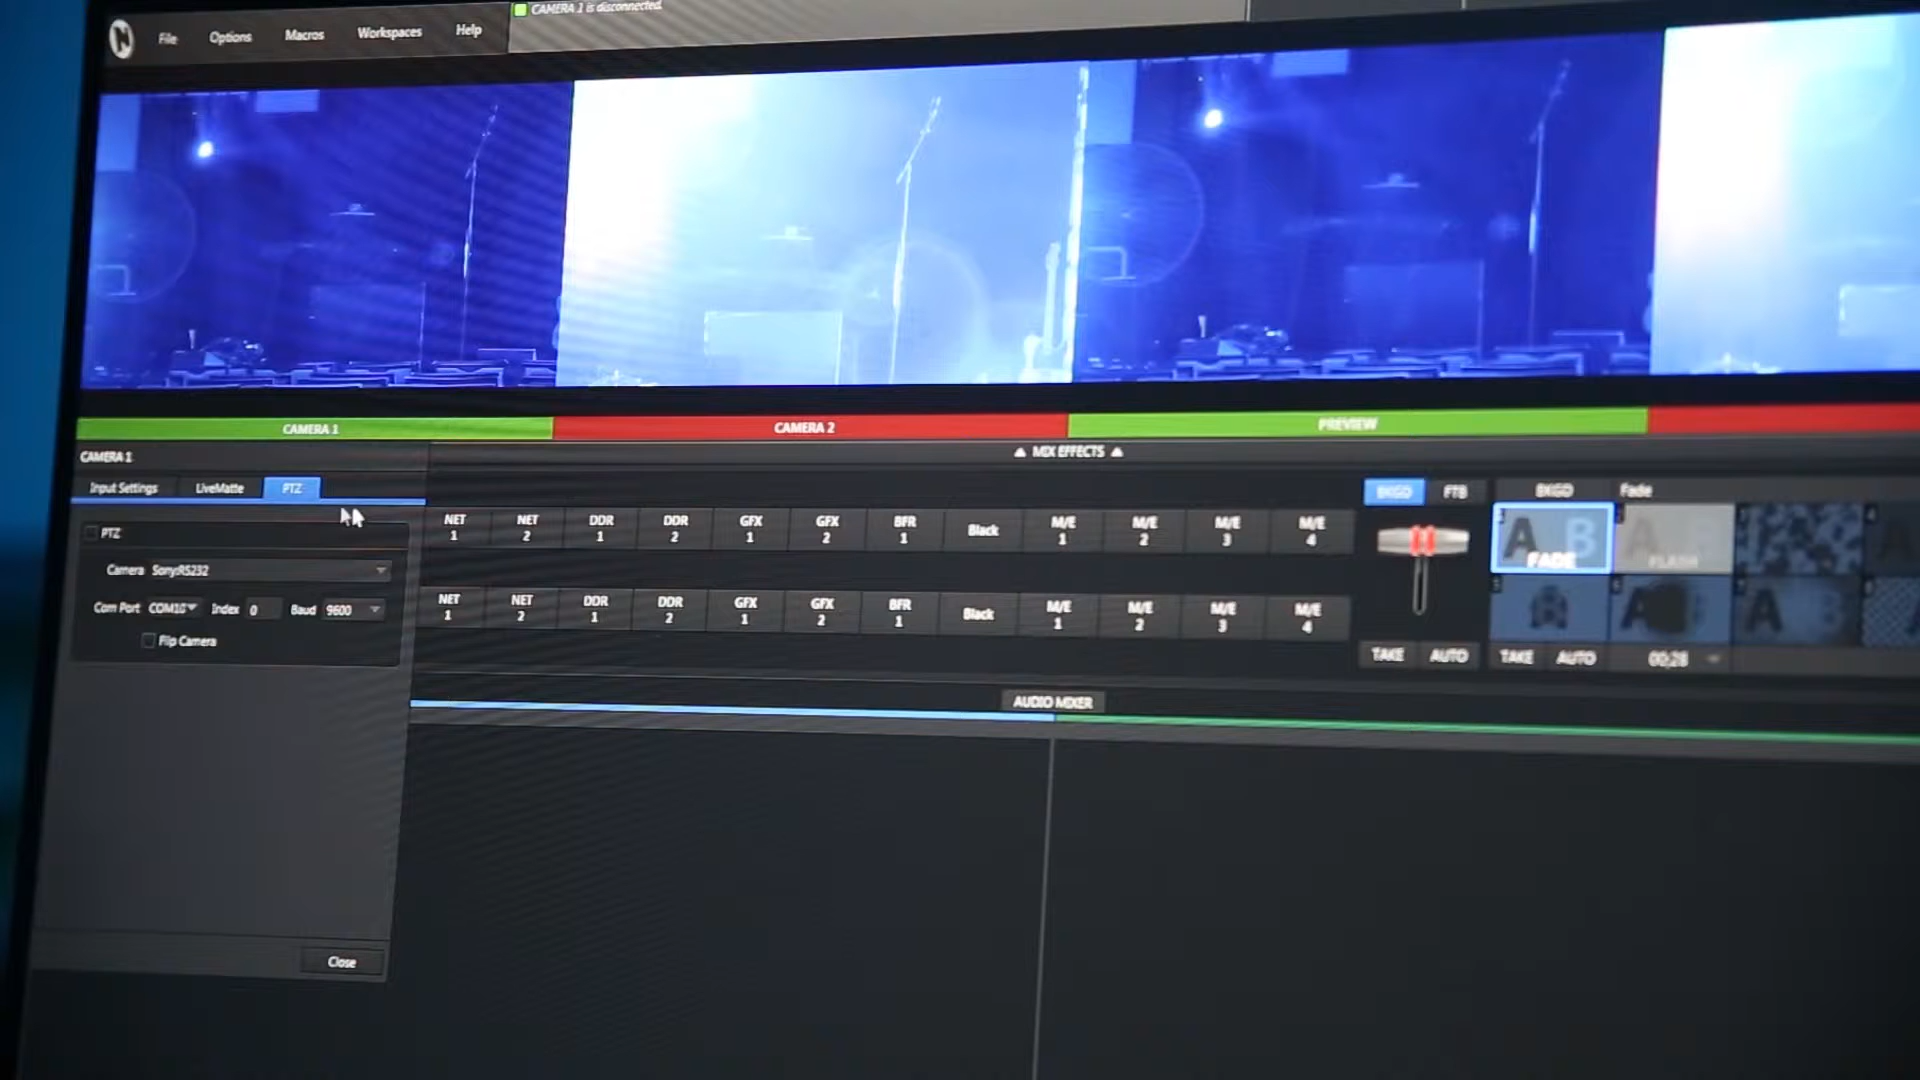 CAMERA 1 is disconnected.
File Options Macros Workspaces Help
CAMERA 1 CAMERA 2 PREVIEW
CAMERA 1
MIX EFFECTS
Input Settings LiveMatte PTZ
BKGD FTB BKGD Fade
NET 1 NET 2 DDR 1 DDR 2 GFX 1 GFX 2 BFR 1 Black M/E 1 M/E 2 M/E 3 M/E 4
A B FADE A FLASH
PTZ
Camera Sony:RS232
Com Port COM10 Index 0 Baud 9600
NET 1 NET 2 DDR 1 DDR 2 GFX 1 GFX 2 BFR 1 Black M/E 1 M/E 2 M/E 3 M/E 4
Flip Camera
TAKE AUTO TAKE AUTO 00;28
AUDIO MIXER
Close